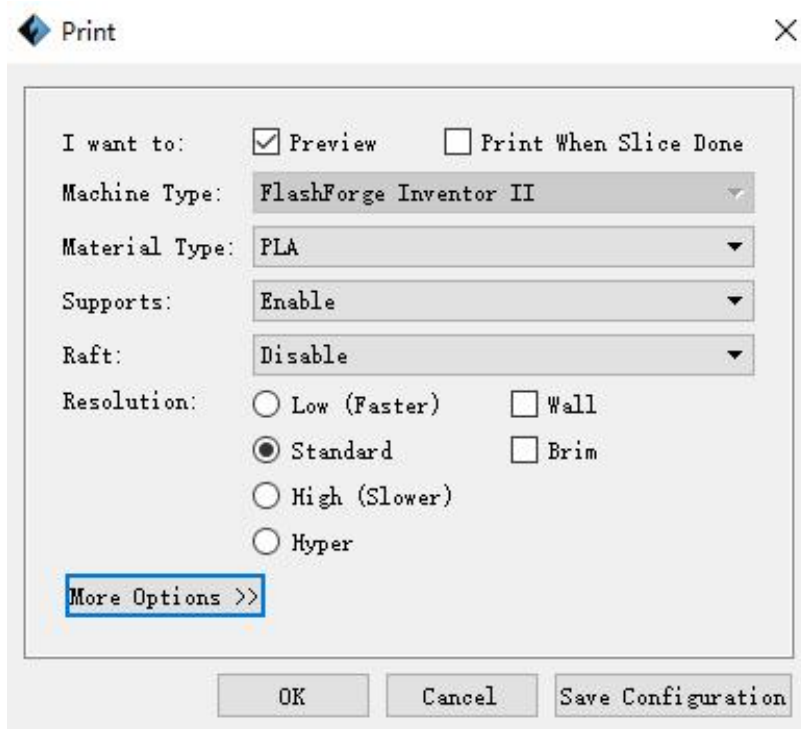 Print
I want to: Preview Print When Slice Done
Machine Type: FlashForge Inventor II
Material Type: PLA
Supports: Enable
Raft: Disable
Resolution: Low (Faster) Wall
Standard Brim
High (Slower)
Hyper
More Options >>
OK Cancel Save Configuration